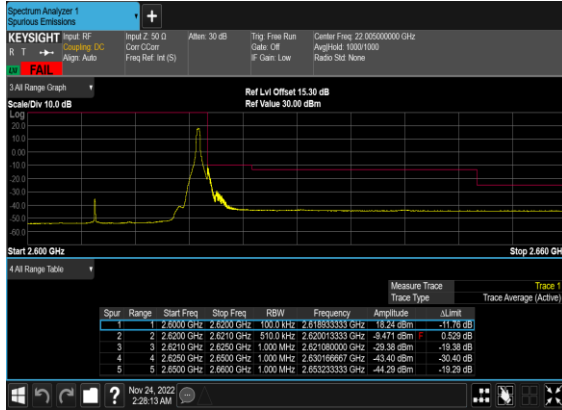 Spectrum Analyzer 1
Spurious Emissions
+
KEYSIGHT Input: RF Input Z: 50 Ω Atten: 30 dB Trig: Free Run Center Freq: 22.005000000 GHz
R T Coupling: DC Corr CCorr Gate: Off Avg|Hold: 1000/1000
Align: Auto Freq Ref: Int (S) IF Gain: Low Radio Std: None
FAIL
3 All Range Graph
Ref Lvl Offset 15.30 dB
Scale/Div 10.0 dB Ref Value 30.00 dBm
Log
20.0
10.0
0.00
-10.0
-20.0
-30.0
-40.0
-50.0
-60.0
Start 2.600 GHz Stop 2.660 GH
4 All Range Table
Measure Trace Trace 1
Trace Type Trace Average (Active)
Spur Range Start Freq Stop Freq RBW Frequency Amplitude ΔLimit
1 1 2.6000 GHz 2.6200 GHz 100.0 kHz 2.618933333 GHz 18.24 dBm -11.76 dB
2 2 2.6200 GHz 2.6210 GHz 510.0 kHz 2.620013333 GHz -9.471 dBm F 0.529 dB
3 3 2.6210 GHz 2.6250 GHz 1.000 MHz 2.621080000 GHz -29.38 dBm -19.38 dB
4 4 2.6250 GHz 2.6500 GHz 1.000 MHz 2.630166667 GHz -43.40 dBm -30.40 dB
5 5 2.6500 GHz 2.6600 GHz 1.000 MHz 2.653233333 GHz -44.29 dBm -19.29 dB
? Nov 24, 2022
2:28:13 AM